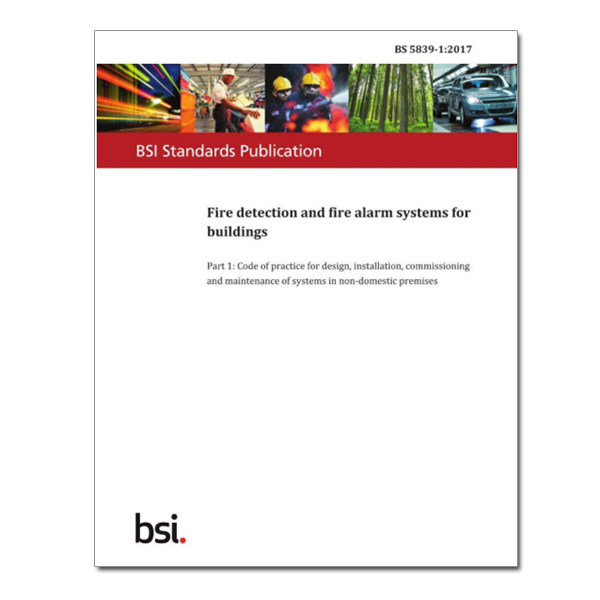 BS 5839-1:2017
BSI Standards Publication
Fire detection and fire alarm systems for
buildings
Part 1: Code of practice for design, installation, commissioning
and maintenance of systems in non-domestic premises
bsi.